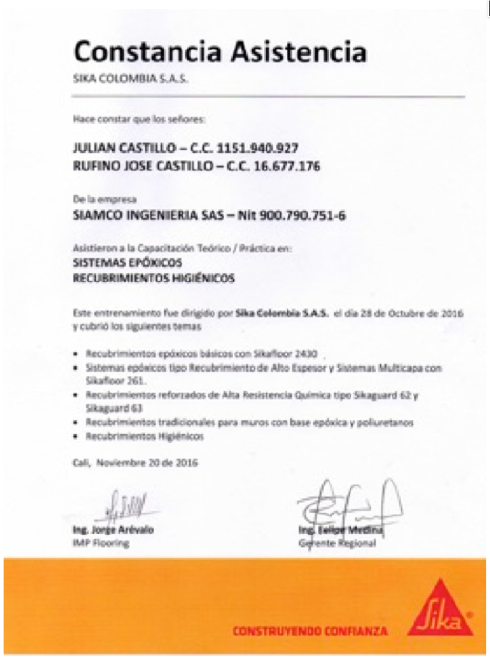 Constancia Asistencia
SIKA COLOMBIA S.A.S.
Hace constar que los señores:
JULIAN CASTILLO – C.C. 1151.940.927
RUFINO JOSE CASTILLO – C.C. 16.677.176
De la empresa
SIAMCO INGENIERIA SAS – Nit 900.790.751-6
Asistieron a la Capacitación Teórico / Práctica en:
SISTEMAS EPÓXICOS
RECUBRIMIENTOS HIGIÉNICOS
Este entrenamiento fue dirigido por Sika Colombia S.A.S. el día 28 de Octubre de 2016
y cubrió los siguientes temas
• Recubrimientos epóxicos básicos con Sikafloor 2430
• Sistemas epóxicos tipo Recubrimiento de Alto Espesor y Sistemas Multicapa con
Sikafloor 261.
• Recubrimientos reforzados de Alta Resistencia Química tipo Sikaguard 62 y
Sikaguard 63
• Recubrimientos tradicionales para muros con base epóxica y poliuretanos
• Recubrimientos Higiénicos
Cali, Noviembre 20 de 2016
Ing. Jorge Arévalo
IMP Flooring
Ing. Felipe Medina
Gerente Regional
CONSTRUYENDO CONFIANZA
Sika